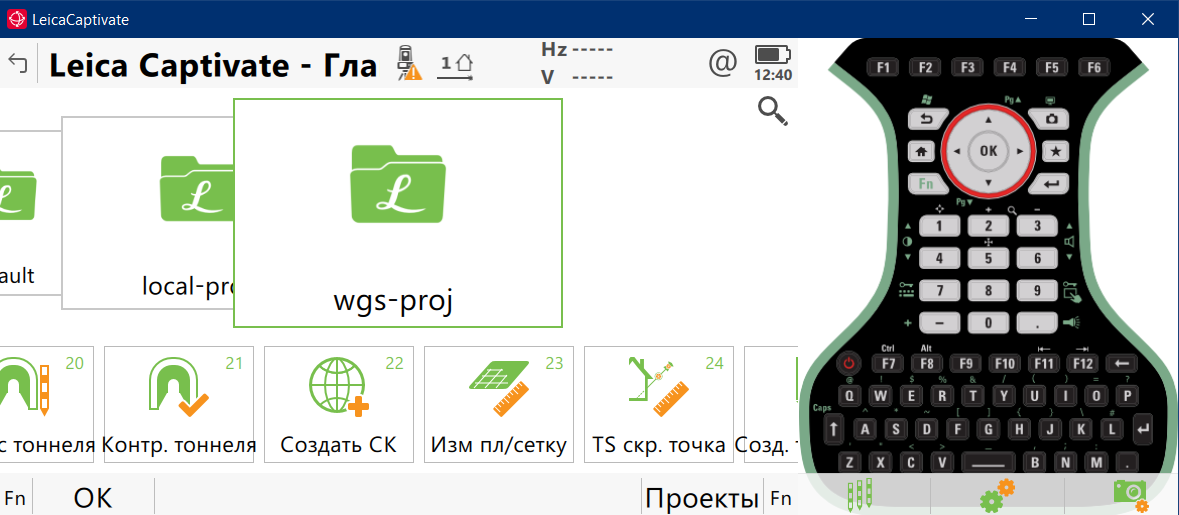 LeicaCaptivate
Leica Captivate - Гла
1
Hz -----
V -----
@
12:40
ault
local-pro
wgs-proj
20
с тоннеля
21
Контр. тоннеля
22
Создать СК
23
Изм пл/сетку
24
TS скр. точка
Созд.
Fn
OK
Проекты
Fn
F1 F2 F3 F4 F5 F6
Pg
OK
Fn
Pg
+ -
1 2 3
4 5 6
7 8 9
+ - 0 .
Ctrl Alt
F7 F8 F9 F10 F11 F12
@ ! $ % & / ( ) = ?
Q W E R T Y U I O P
Caps
^ * - [ ] { } \ #
A S D F G H J K L
Z X C V B N M .